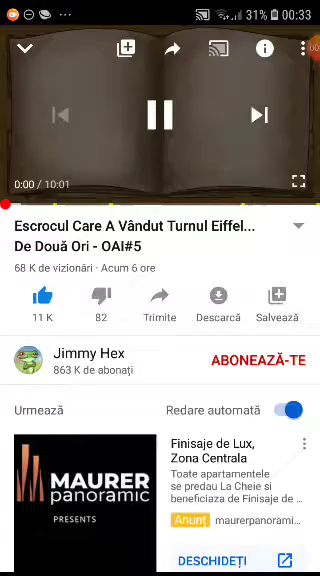 31% 00:33
00
0:00 / 10:01
Escrocul Care A Vândut Turnul Eiffel...
De Două Ori - OAI#5
68 K de vizionări · Acum 6 ore
11 K
82
Trimite
Descarcă
Salvează
Jimmy Hex
863 K de abonați
ABONEAZĂ-TE
Urmează
Redare automată
MAURER
panoramic
PRESENTS
Finisaje de Lux,
Zona Centrala
Toate apartamentele
se predau La Cheie si
beneficiaza de Finisaje de ...
Anunț maurerpanorami...
DESCHIDEȚI